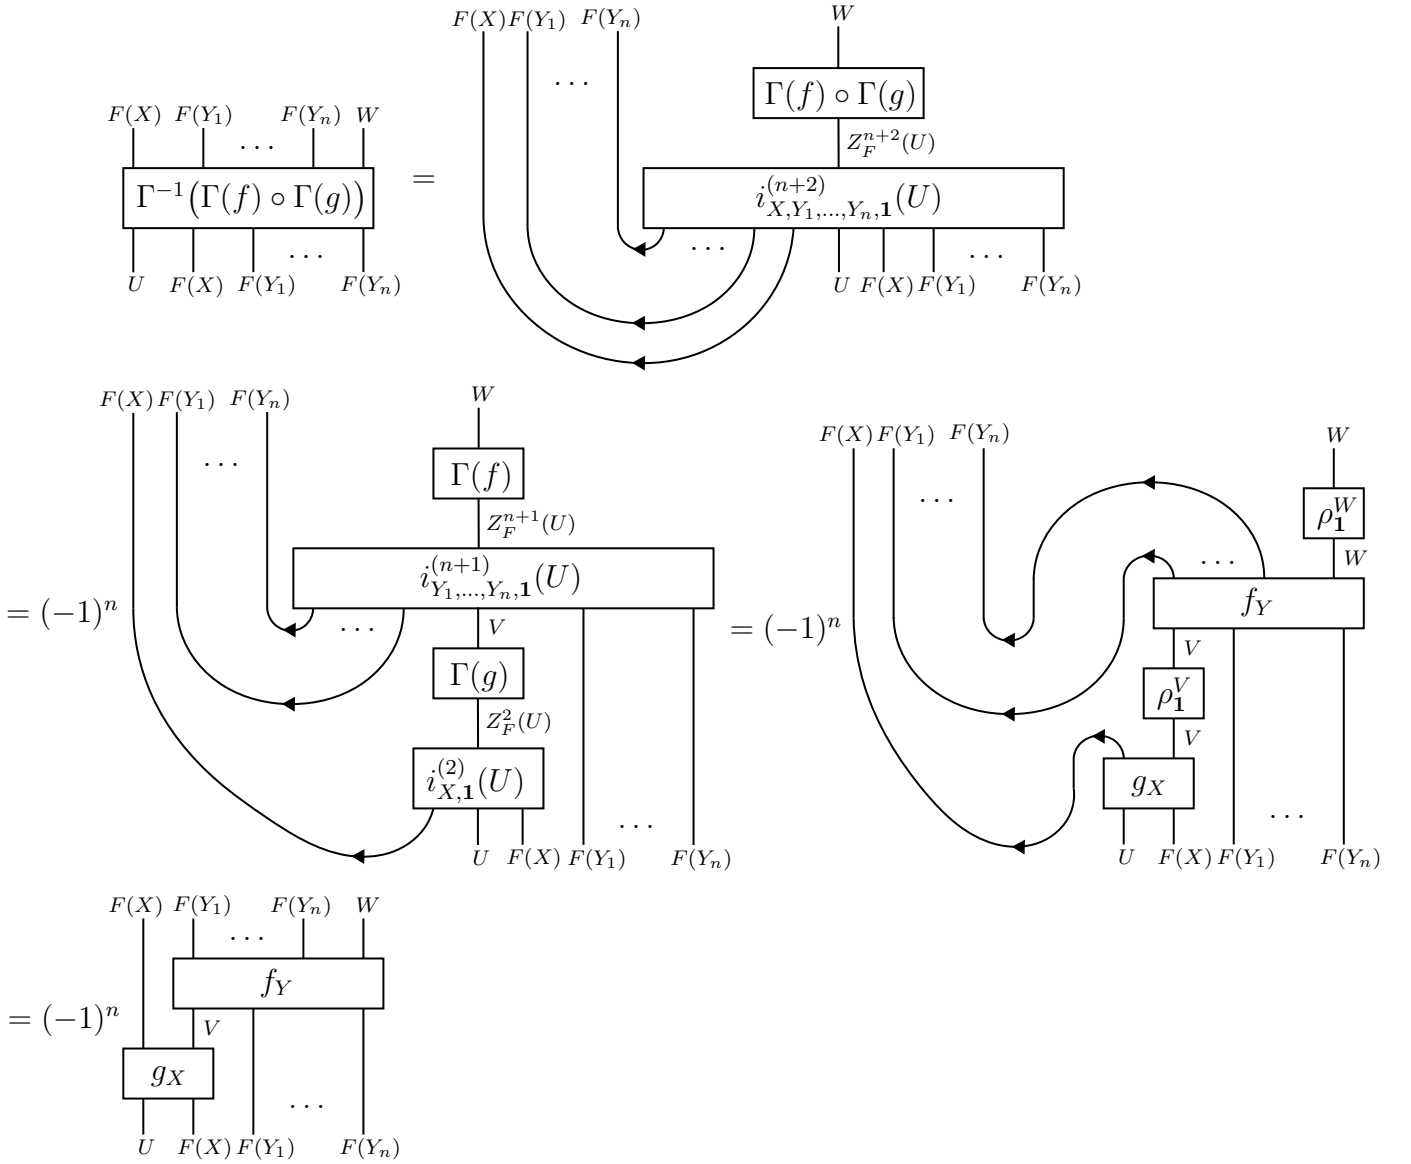 F(X) F(Y_1) F(Y_n) W
Γ(f) ∘ Γ(g)
Z_F^{n+2}(U)
F(X) F(Y_1) ... F(Y_n) W
...
Γ^{-1}(Γ(f) ∘ Γ(g)) = i^{(n+2)}_{X,Y_1,...,Y_n,𝟏}(U)
...
U F(X) F(Y_1) ... F(Y_n)
... U F(X) F(Y_1) ... F(Y_n)
F(X) F(Y_1) F(Y_n) W
...
Γ(f)
Z_F^{n+1}(U)
= (-1)^n i^{(n+1)}_{Y_1,...,Y_n,𝟏}(U)
... V
Γ(g)
Z_F^2(U)
i^{(2)}_{X,𝟏}(U)
...
U F(X) F(Y_1) F(Y_n)
F(X) F(Y_1) F(Y_n) W
...
ρ_𝟏^W
... W
= (-1)^n f_Y
V
ρ_𝟏^V
V
g_X
...
U F(X) F(Y_1) F(Y_n)
F(X) F(Y_1) F(Y_n) W
...
f_Y
= (-1)^n V
g_X
...
U F(X) F(Y_1) F(Y_n)